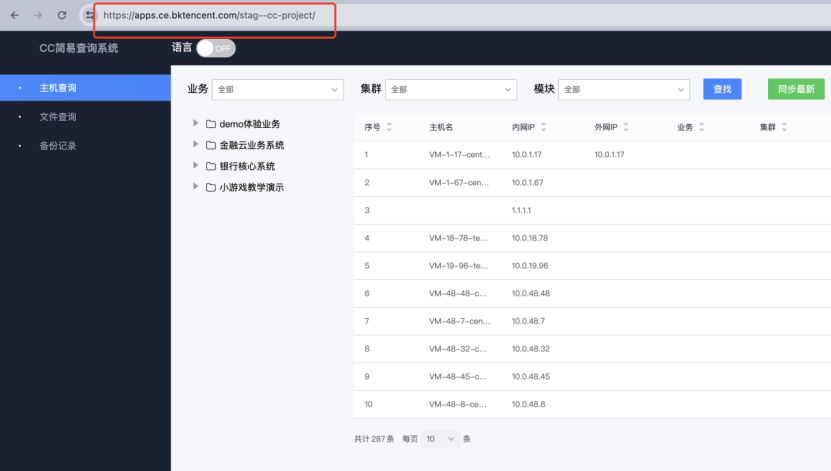 https://apps.ce.bktencent.com/stag--cc-project/
CC简易查询系统
语言 OFF
主机查询
文件查询
备份记录
业务 全部 集群 全部 模块 全部 查找 同步最新
demo体验业务
金融云业务系统
银行核心系统
小游戏教学演示
序号 主机名 内网IP 外网IP 业务 集群
1 VM-1-17-cent... 10.0.1.17 10.0.1.17
2 VM-1-67-cen... 10.0.1.67
3 1.1.1.1
4 VM-18-78-te... 10.0.18.78
5 VM-19-96-te... 10.0.19.96
6 VM-48-48-c... 10.0.48.48
7 VM-48-7-cen... 10.0.48.7
8 VM-48-32-c... 10.0.48.32
9 VM-48-45-c... 10.0.48.45
10 VM-48-8-ce... 10.0.48.8
共计 287 条 每页 10 条